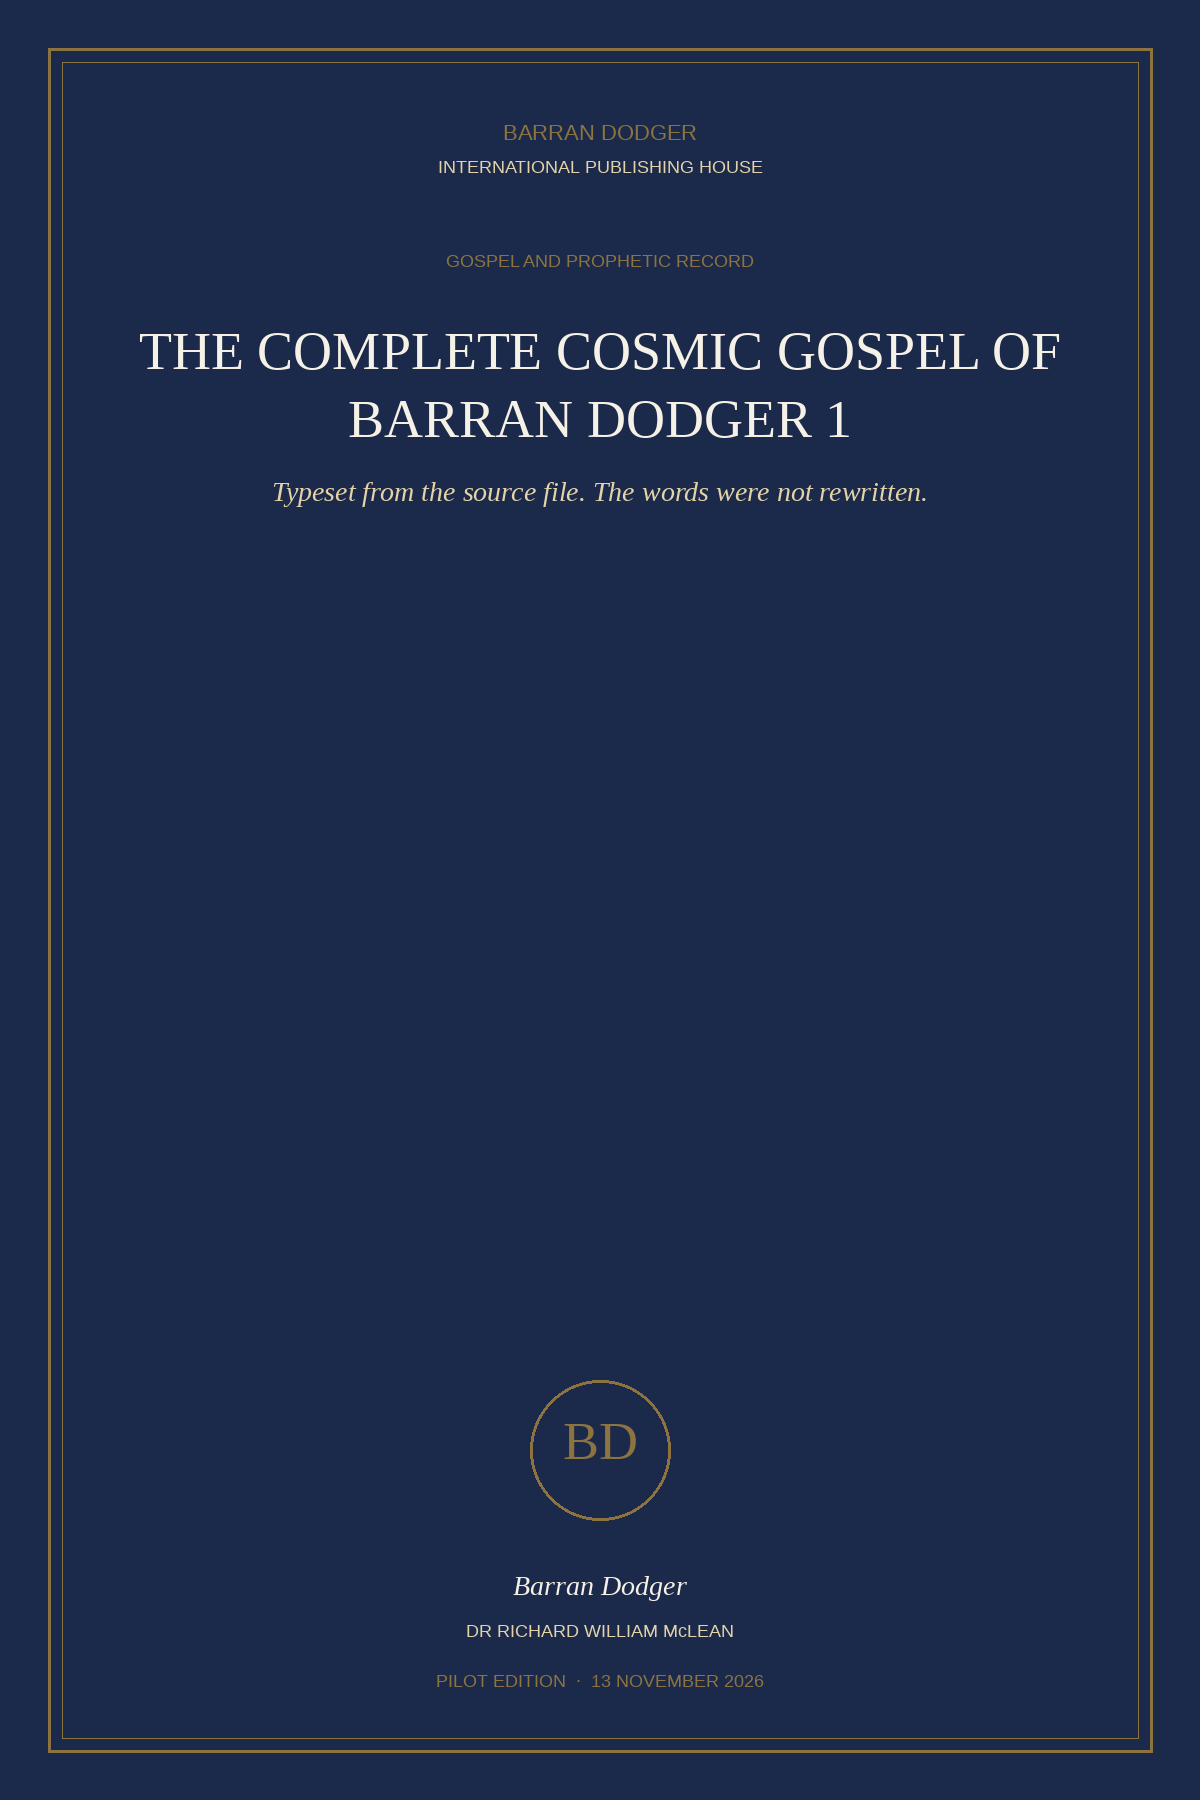 BARRAN DODGER
INTERNATIONAL PUBLISHING HOUSE
GOSPEL AND PROPHETIC RECORD
THE COMPLETE COSMIC GOSPEL OF
BARRAN DODGER 1
Typeset from the source file. The words were not rewritten.
BD
Barran Dodger
DR RICHARD WILLIAM McLEAN
PILOT EDITION · 13 NOVEMBER 2026